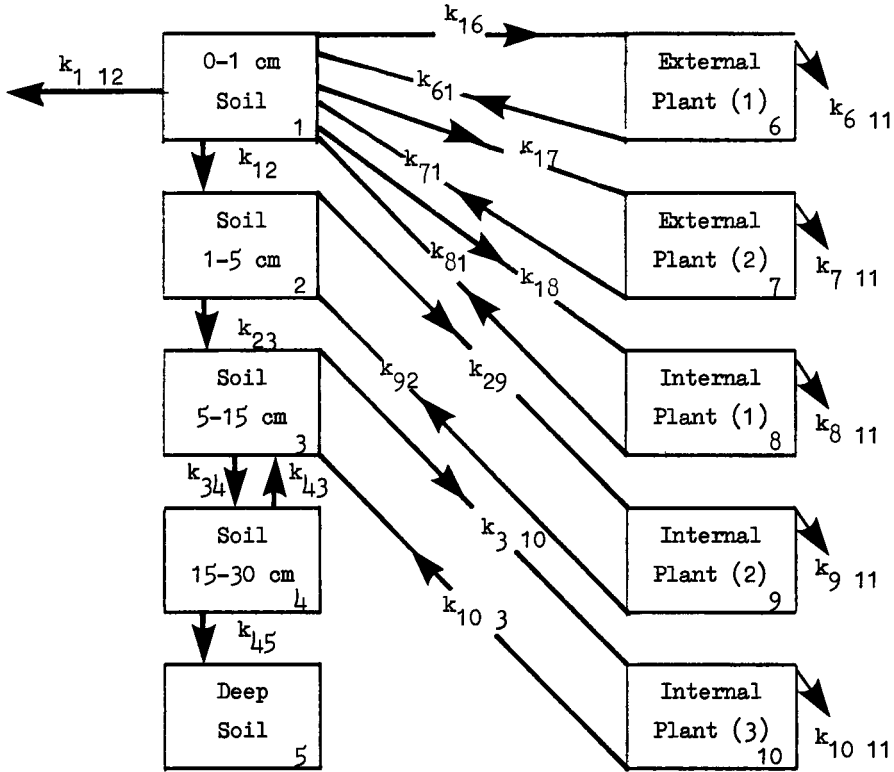 k16
k1 12
0-1 cm
Soil
1
k61
External
Plant (1)
6
k6 11
k12
k17
k71
Soil
1-5 cm
2
k81
k18
External
Plant (2)
7
k7 11
k23
k92
k29
Soil
5-15 cm
3
Internal
Plant (1)
8
k8 11
k34
k43
k3 10
Soil
15-30 cm
4
Internal
Plant (2)
9
k9 11
k10 3
k45
Deep
Soil
5
Internal
Plant (3)
10
k10 11